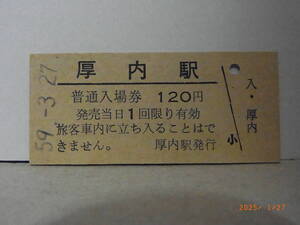 厚内駅
普通入場券 120円
発売当日1回限り有効
旅客車内に立ち入ることはで
きません。 厚内駅発行
59.-3.27
入・厚内
小
2025/ 1/27